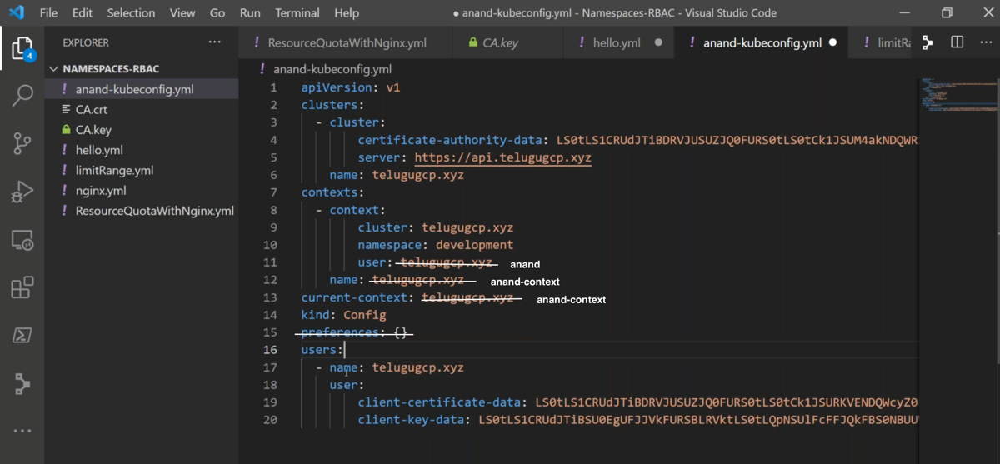 File Edit Selection View Go Run Terminal Help ● anand-kubeconfig.yml - Namespaces-RBAC - Visual Studio Code
EXPLORER ···
! ResourceQuotaWithNginx.yml CA.key ! hello.yml ● ! anand-kubeconfig.yml ● ! limitRa ···
4
NAMESPACES-RBAC
! anand-kubeconfig.yml
CA.crt
CA.key
! hello.yml
! limitRange.yml
! nginx.yml
! ResourceQuotaWithNginx.yml
! anand-kubeconfig.yml
1 apiVersion: v1
2 clusters:
3 - cluster:
4 certificate-authority-data: LS0tLS1CRUdJTiBDRVJUSUZJQ0FURS0tLS0tCk1JSUM4akNDQWR
5 server: https://api.telugugcp.xyz
6 name: telugugcp.xyz
7 contexts:
8 - context:
9 cluster: telugugcp.xyz
10 namespace: development
11 user: telugugcp.xyz anand
12 name: telugugcp.xyz anand-context
13 current-context: telugugcp.xyz anand-context
14 kind: Config
15 preferences: {}
16 users:
17 - name: telugugcp.xyz
18 user:
19 client-certificate-data: LS0tLS1CRUdJTiBDRVJUSUZJQ0FURS0tLS0tCk1JSURKVENDQWcyZ0
20 client-key-data: LS0tLS1CRUdJTiBSU0EgUFJJVkFURSBLRVktLS0tLQpNSUlFcFFJQkFBS0NBUU